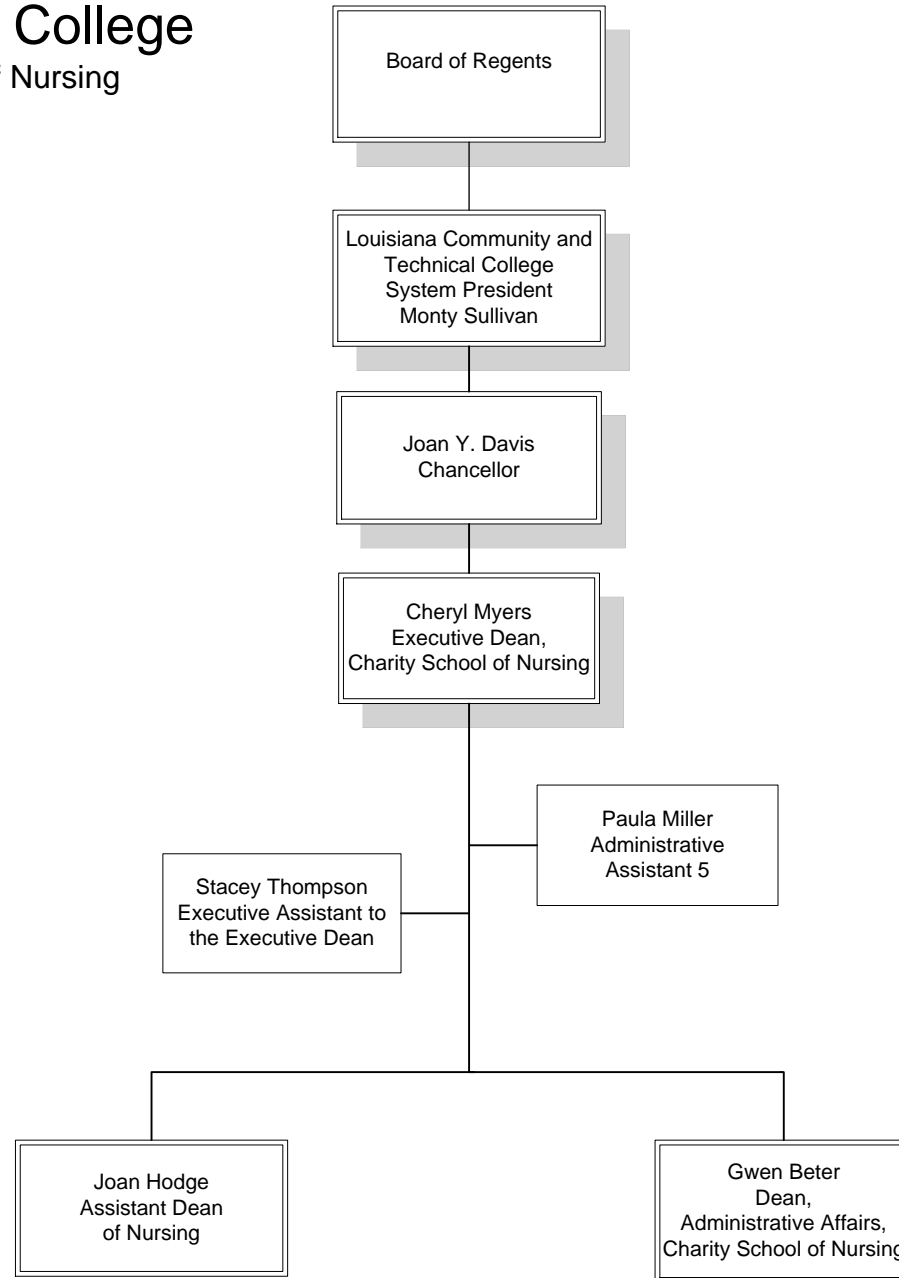 College
Nursing
Board of Regents
Louisiana Community and
Technical College
System President
Monty Sullivan
Joan Y. Davis
Chancellor
Cheryl Myers
Executive Dean,
Charity School of Nursing
Paula Miller
Administrative
Assistant 5
Stacey Thompson
Executive Assistant to
the Executive Dean
Joan Hodge
Assistant Dean
of Nursing
Gwen Beter
Dean,
Administrative Affairs,
Charity School of Nursing